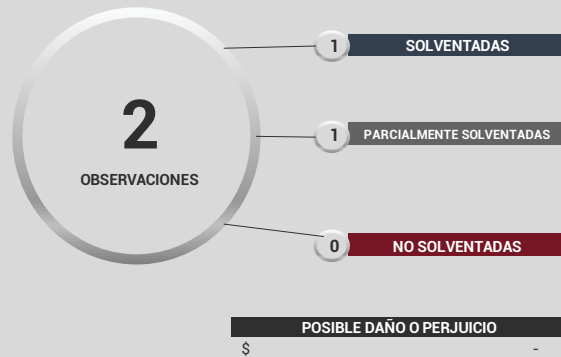 2
OBSERVACIONES
1 SOLVENTADAS
1 PARCIALMENTE SOLVENTADAS
0 NO SOLVENTADAS
POSIBLE DAÑO O PERJUICIO
$ -